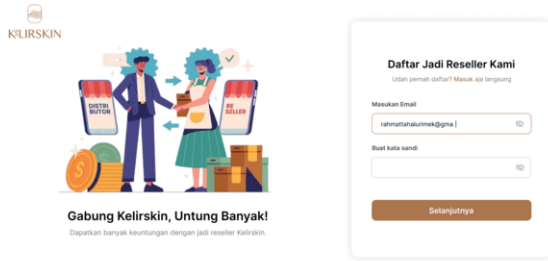 KELIRSKIN
DISTRI
BUTOR
RE
SELLER
Gabung Kelirskin, Untung Banyak!
Dapatkan banyak keuntungan dengan jadi reseller Kelirskin.
Daftar Jadi Reseller Kami
Udah pernah daftar? Masuk aja langsung
Masukan Email
rahmattahalurimek@gma|
Buat kata sandi
Selanjutnya